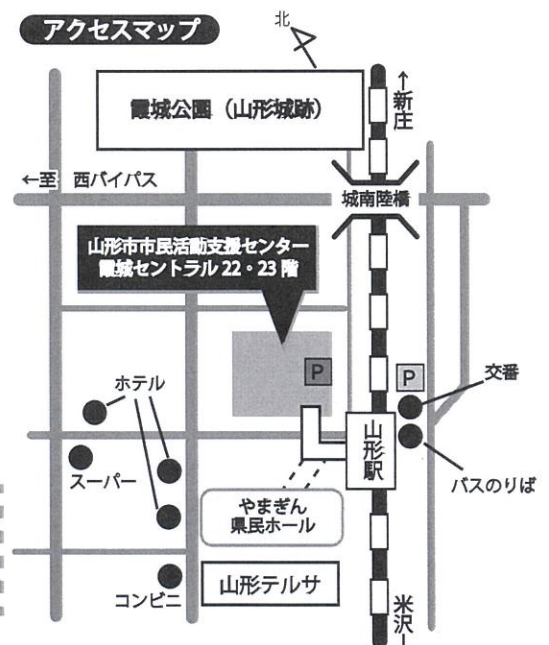 アクセスマップ
北
霞城公園（山形城跡）
↑新庄
←至 西バイパス
城南陸橋
山形市市民活動支援センター
霞城セントラル22・23階
P
P
交番
ホテル
山形駅
スーパー
バスのりば
やまぎん
県民ホール
山形テルサ
コンビニ
米沢